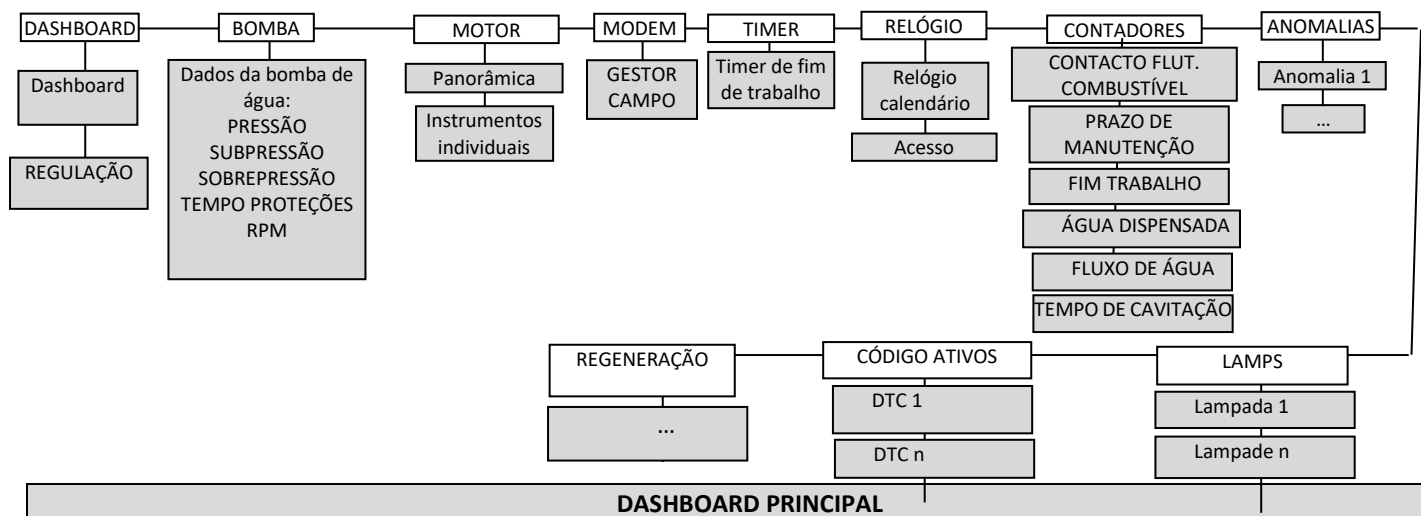 DASHBOARD
BOMBA
MOTOR
MODEM
TIMER
RELÓGIO
CONTADORES
ANOMALIAS
Dashboard
REGULAÇÃO
Dados da bomba de
água:
PRESSÃO
SUBPRESSÃO
SOBREPRESSÃO
TEMPO PROTEÇÕES
RPM
Panorâmica
Instrumentos
individuais
GESTOR
CAMPO
Timer de fim
de trabalho
Relógio
calendário
Acesso
CONTACTO FLUT.
COMBUSTÍVEL
PRAZO DE
MANUTENÇÃO
FIM TRABALHO
ÁGUA DISPENSADA
FLUXO DE ÁGUA
TEMPO DE CAVITAÇÃO
Anomalia 1
...
REGENERAÇÃO
...
CÓDIGO ATIVOS
DTC 1
DTC n
LAMPS
Lampada 1
Lampade n
DASHBOARD PRINCIPAL